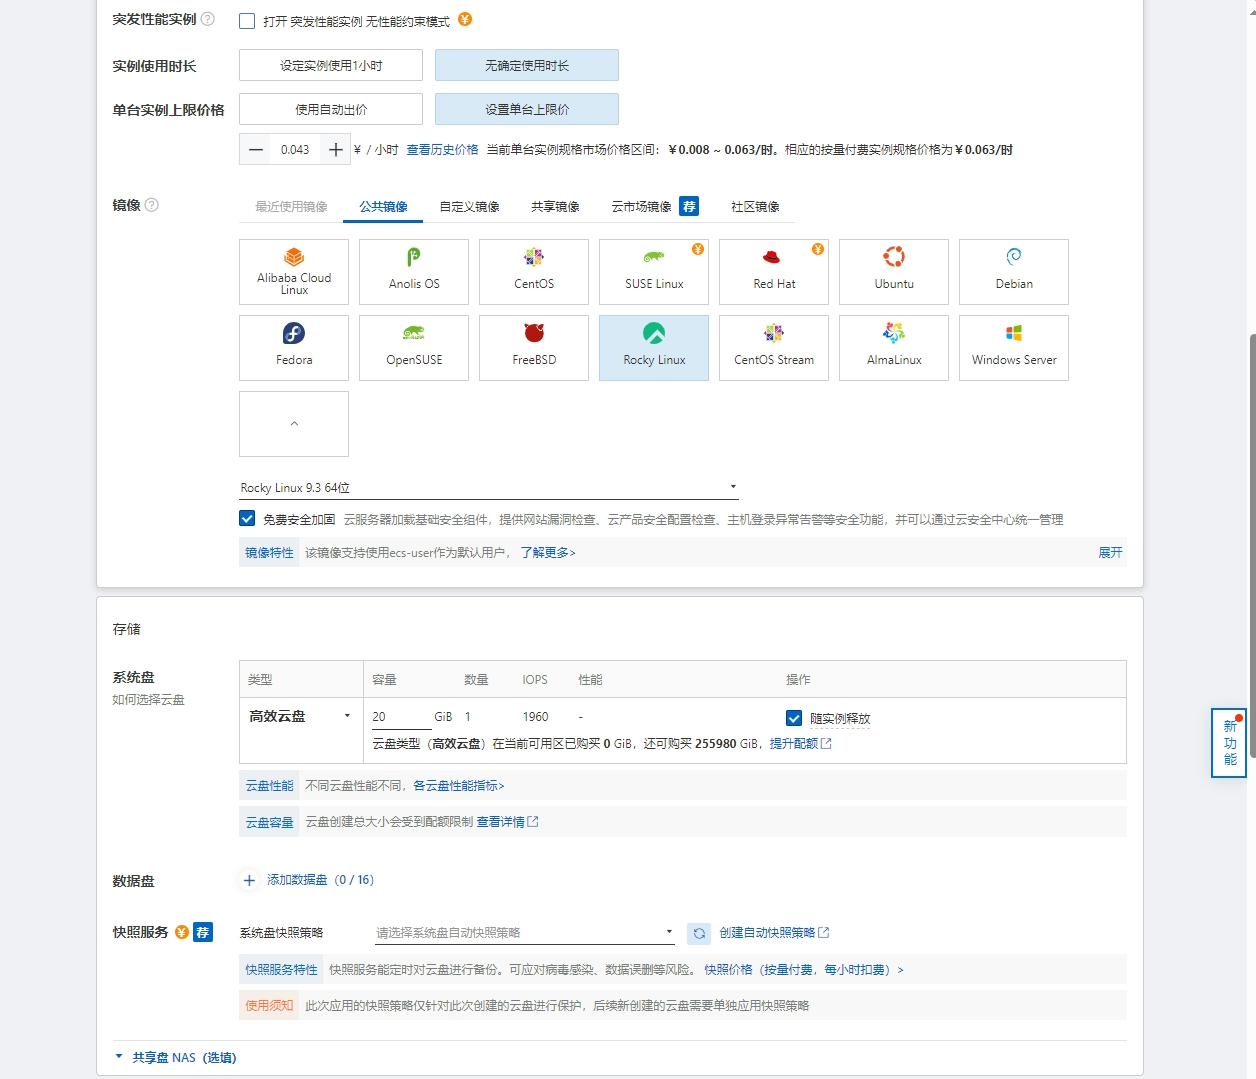 突发性能实例 ? 打开 突发性能实例 无性能约束模式 ¥
实例使用时长 设定实例使用1小时 无确定使用时长
单台实例上限价格 使用自动出价 设置单台上限价
— 0.043 + ¥ / 小时 查看历史价格 当前单台实例规格市场价格区间：￥0.008 ~ 0.063/时。相应的按量付费实例规格价格为￥0.063/时
镜像 ? 最近使用镜像 公共镜像 自定义镜像 共享镜像 云市场镜像 荐 社区镜像
Alibaba Cloud Linux
Anolis OS
CentOS
SUSE Linux ¥
Red Hat ¥
Ubuntu
Debian
Fedora
OpenSUSE
FreeBSD
Rocky Linux
CentOS Stream
AlmaLinux
Windows Server
Rocky Linux 9.3 64位
免费安全加固 云服务器加载基础安全组件，提供网站漏洞检查、云产品安全配置检查、主机登录异常告警等安全功能，并可以通过云安全中心统一管理
镜像特性 该镜像支持使用ecs-user作为默认用户， 了解更多> 展开
存储
系统盘
如何选择云盘
类型 容量 数量 IOPS 性能 操作
高效云盘 20 GiB 1 1960 - 随实例释放
云盘类型（高效云盘）在当前可用区已购买 0 GiB，还可购买 255980 GiB，提升配额
云盘性能 不同云盘性能不同，各云盘性能指标>
云盘容量 云盘创建总大小会受到配额限制 查看详情
数据盘 + 添加数据盘（0 / 16）
快照服务 ¥ 荐 系统盘快照策略 请选择系统盘自动快照策略 创建自动快照策略
快照服务特性 快照服务能定时对云盘进行备份。可应对病毒感染、数据误删等风险。 快照价格（按量付费，每小时扣费）>
使用须知 此次应用的快照策略仅针对此次创建的云盘进行保护，后续新创建的云盘需要单独应用快照策略
共享盘 NAS（选填）
新功能